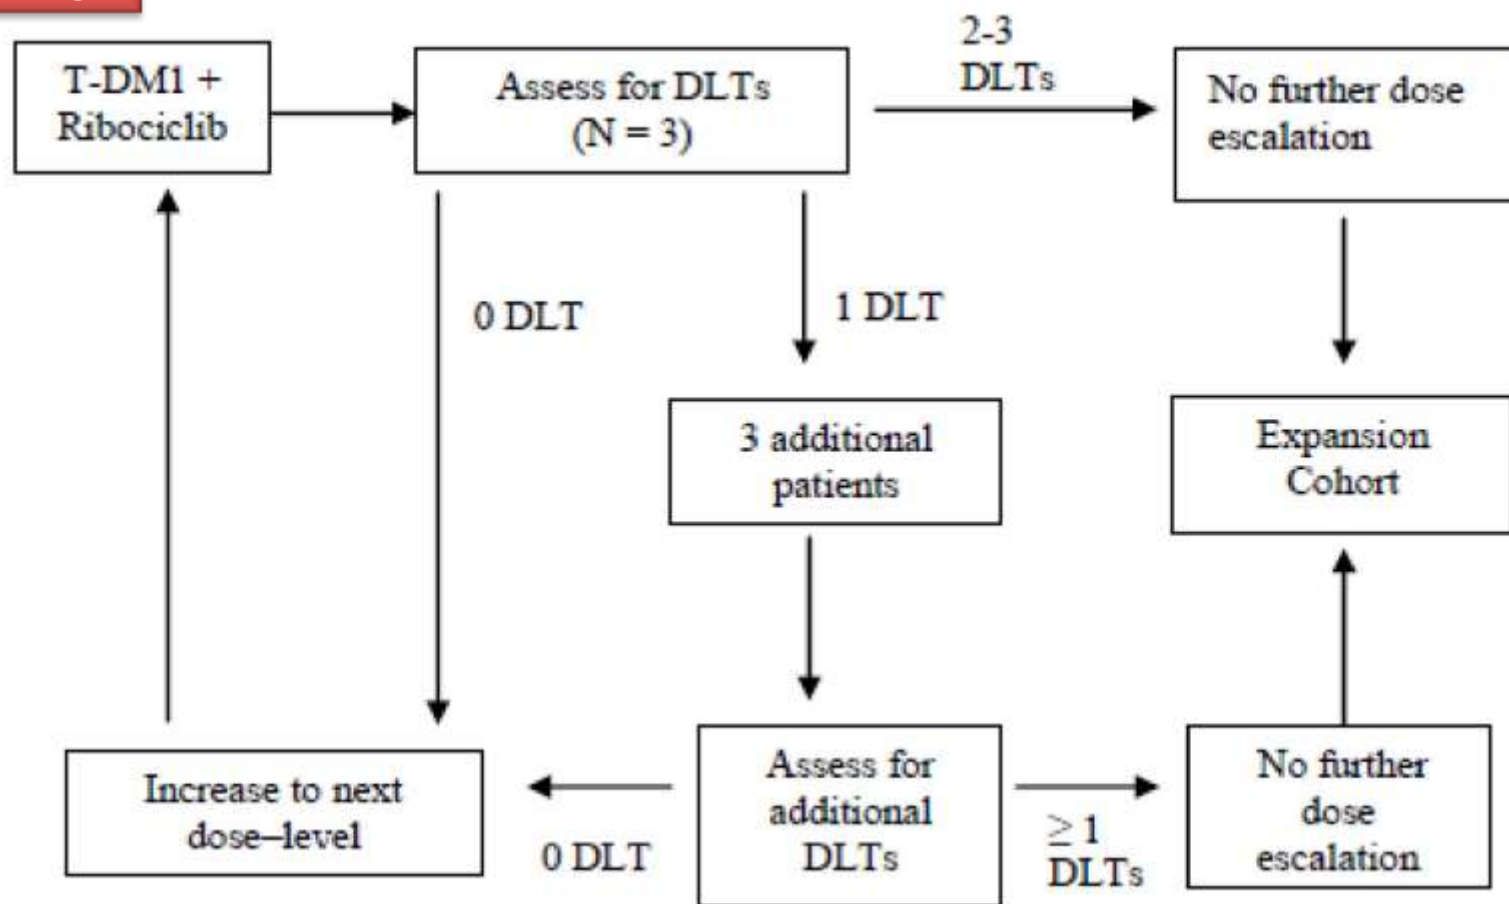 T-DM1 +
Ribociclib
Assess for DLTs
(N = 3)
2-3
DLTs
No further dose
escalation
0 DLT
1 DLT
3 additional
patients
Expansion
Cohort
Increase to next
dose–level
0 DLT
Assess for
additional
DLTs
≥ 1
DLTs
No further
dose
escalation